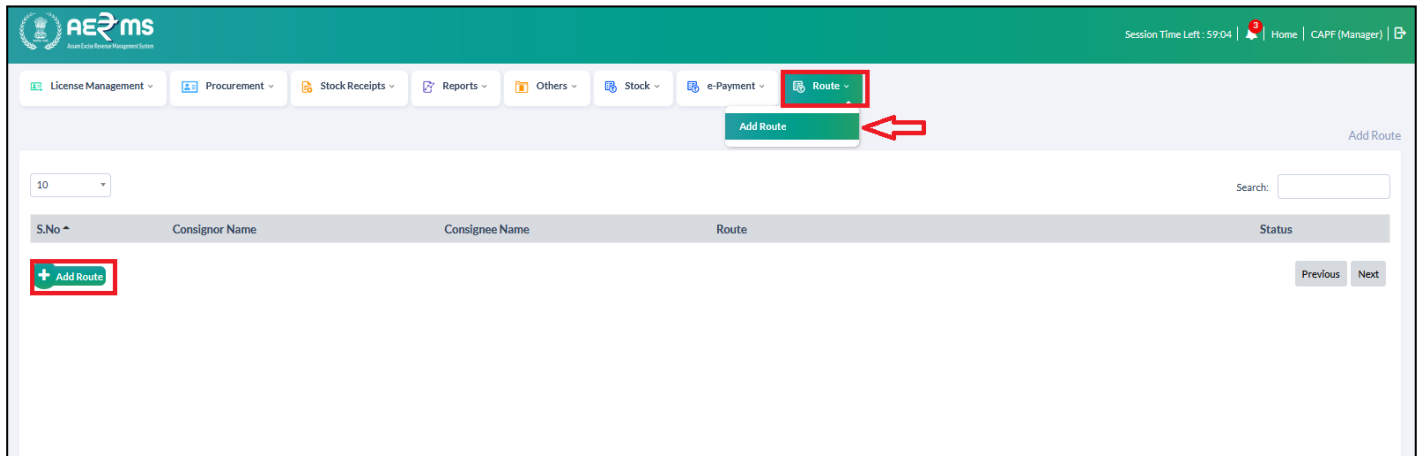 AE₹MS
Assam Excise Revenue Management System
Session Time Left : 59:04 | 3 | Home | CAPF (Manager) |
License Management Procurement Stock Receipts Reports Others Stock e-Payment Route
Add Route
Add Route
10
Search:
S.No Consignor Name Consignee Name Route Status
+ Add Route
Previous Next